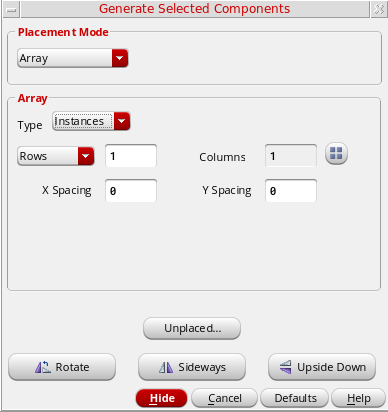 Generate Selected Components
Placement Mode
Array
Array
Type Instances
Rows 1 Columns 1
X Spacing 0 Y Spacing 0
Unplaced...
Rotate Sideways Upside Down
Hide Cancel Defaults Help